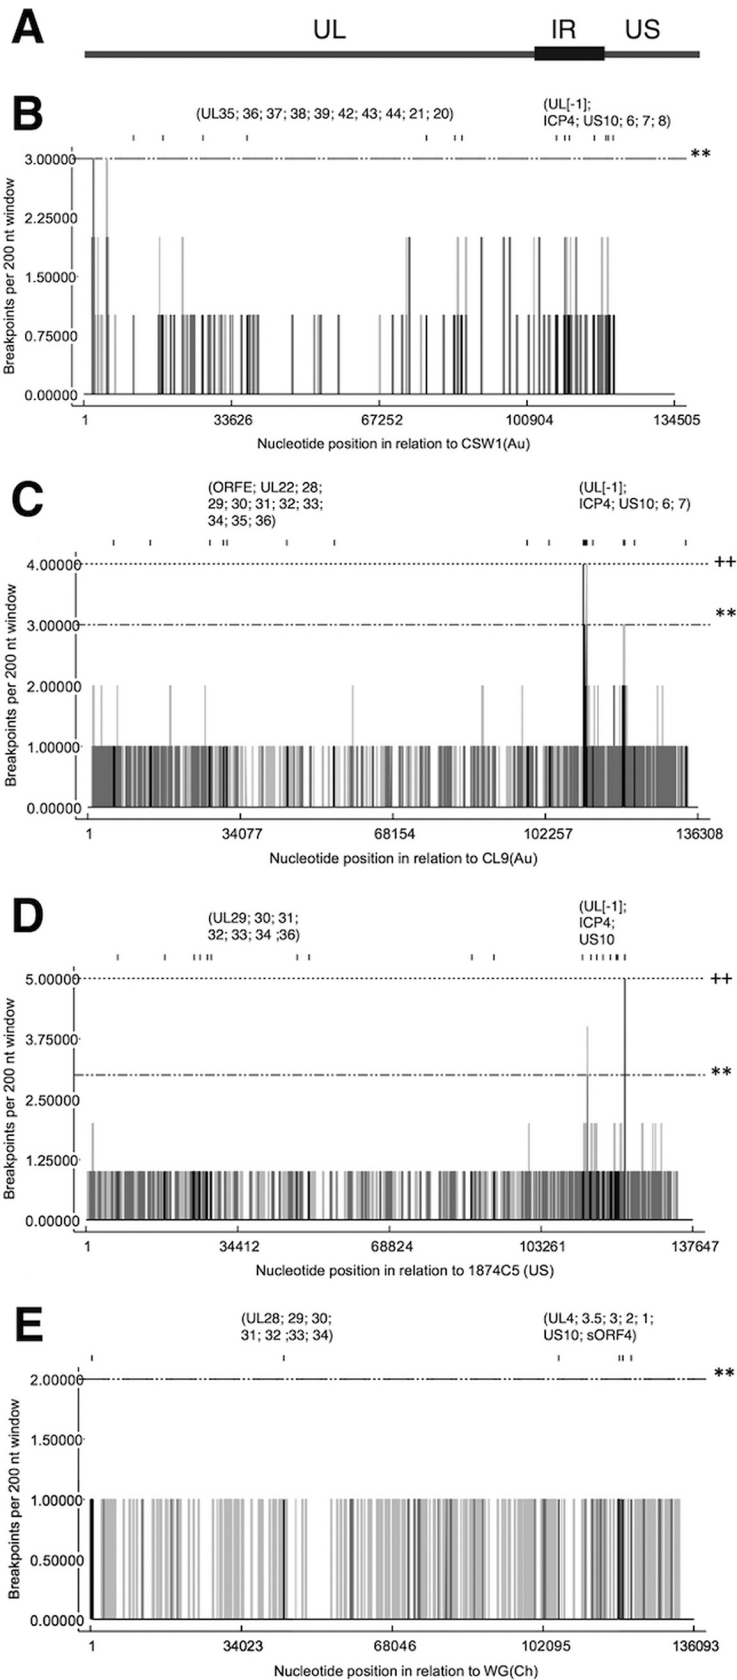 A
UL IR US
B
(UL35; 36; 37; 38; 39; 42; 43; 44; 21; 20)
(UL[-1];
ICP4; US10; 6; 7; 8)
**
Breakpoints per 200 nt window
3.00000
2.25000
1.50000
0.75000
0.00000
1 33626 67252 100904 134505
Nucleotide position in relation to CSW1(Au)
C
(ORFE; UL22; 28;
29; 30; 31; 32; 33;
34; 35; 36)
(UL[-1];
ICP4; US10; 6; 7)
++
**
Breakpoints per 200 nt window
4.00000
3.00000
2.00000
1.00000
0.00000
1 34077 68154 102257 136308
Nucleotide position in relation to CL9(Au)
D
(UL29; 30; 31;
32; 33; 34 ;36)
(UL[-1];
ICP4;
US10
++
**
Breakpoints per 200 nt window
5.00000
3.75000
2.50000
1.25000
0.00000
1 34412 68824 103261 137647
Nucleotide position in relation to 1874C5 (US)
E
(UL28; 29; 30;
31; 32 ;33; 34)
(UL4; 3.5; 3; 2; 1;
US10; sORF4)
**
Breakpoints per 200 nt window
2.00000
1.50000
1.00000
0.50000
0.00000
1 34023 68046 102095 136093
Nucleotide position in relation to WG(Ch)